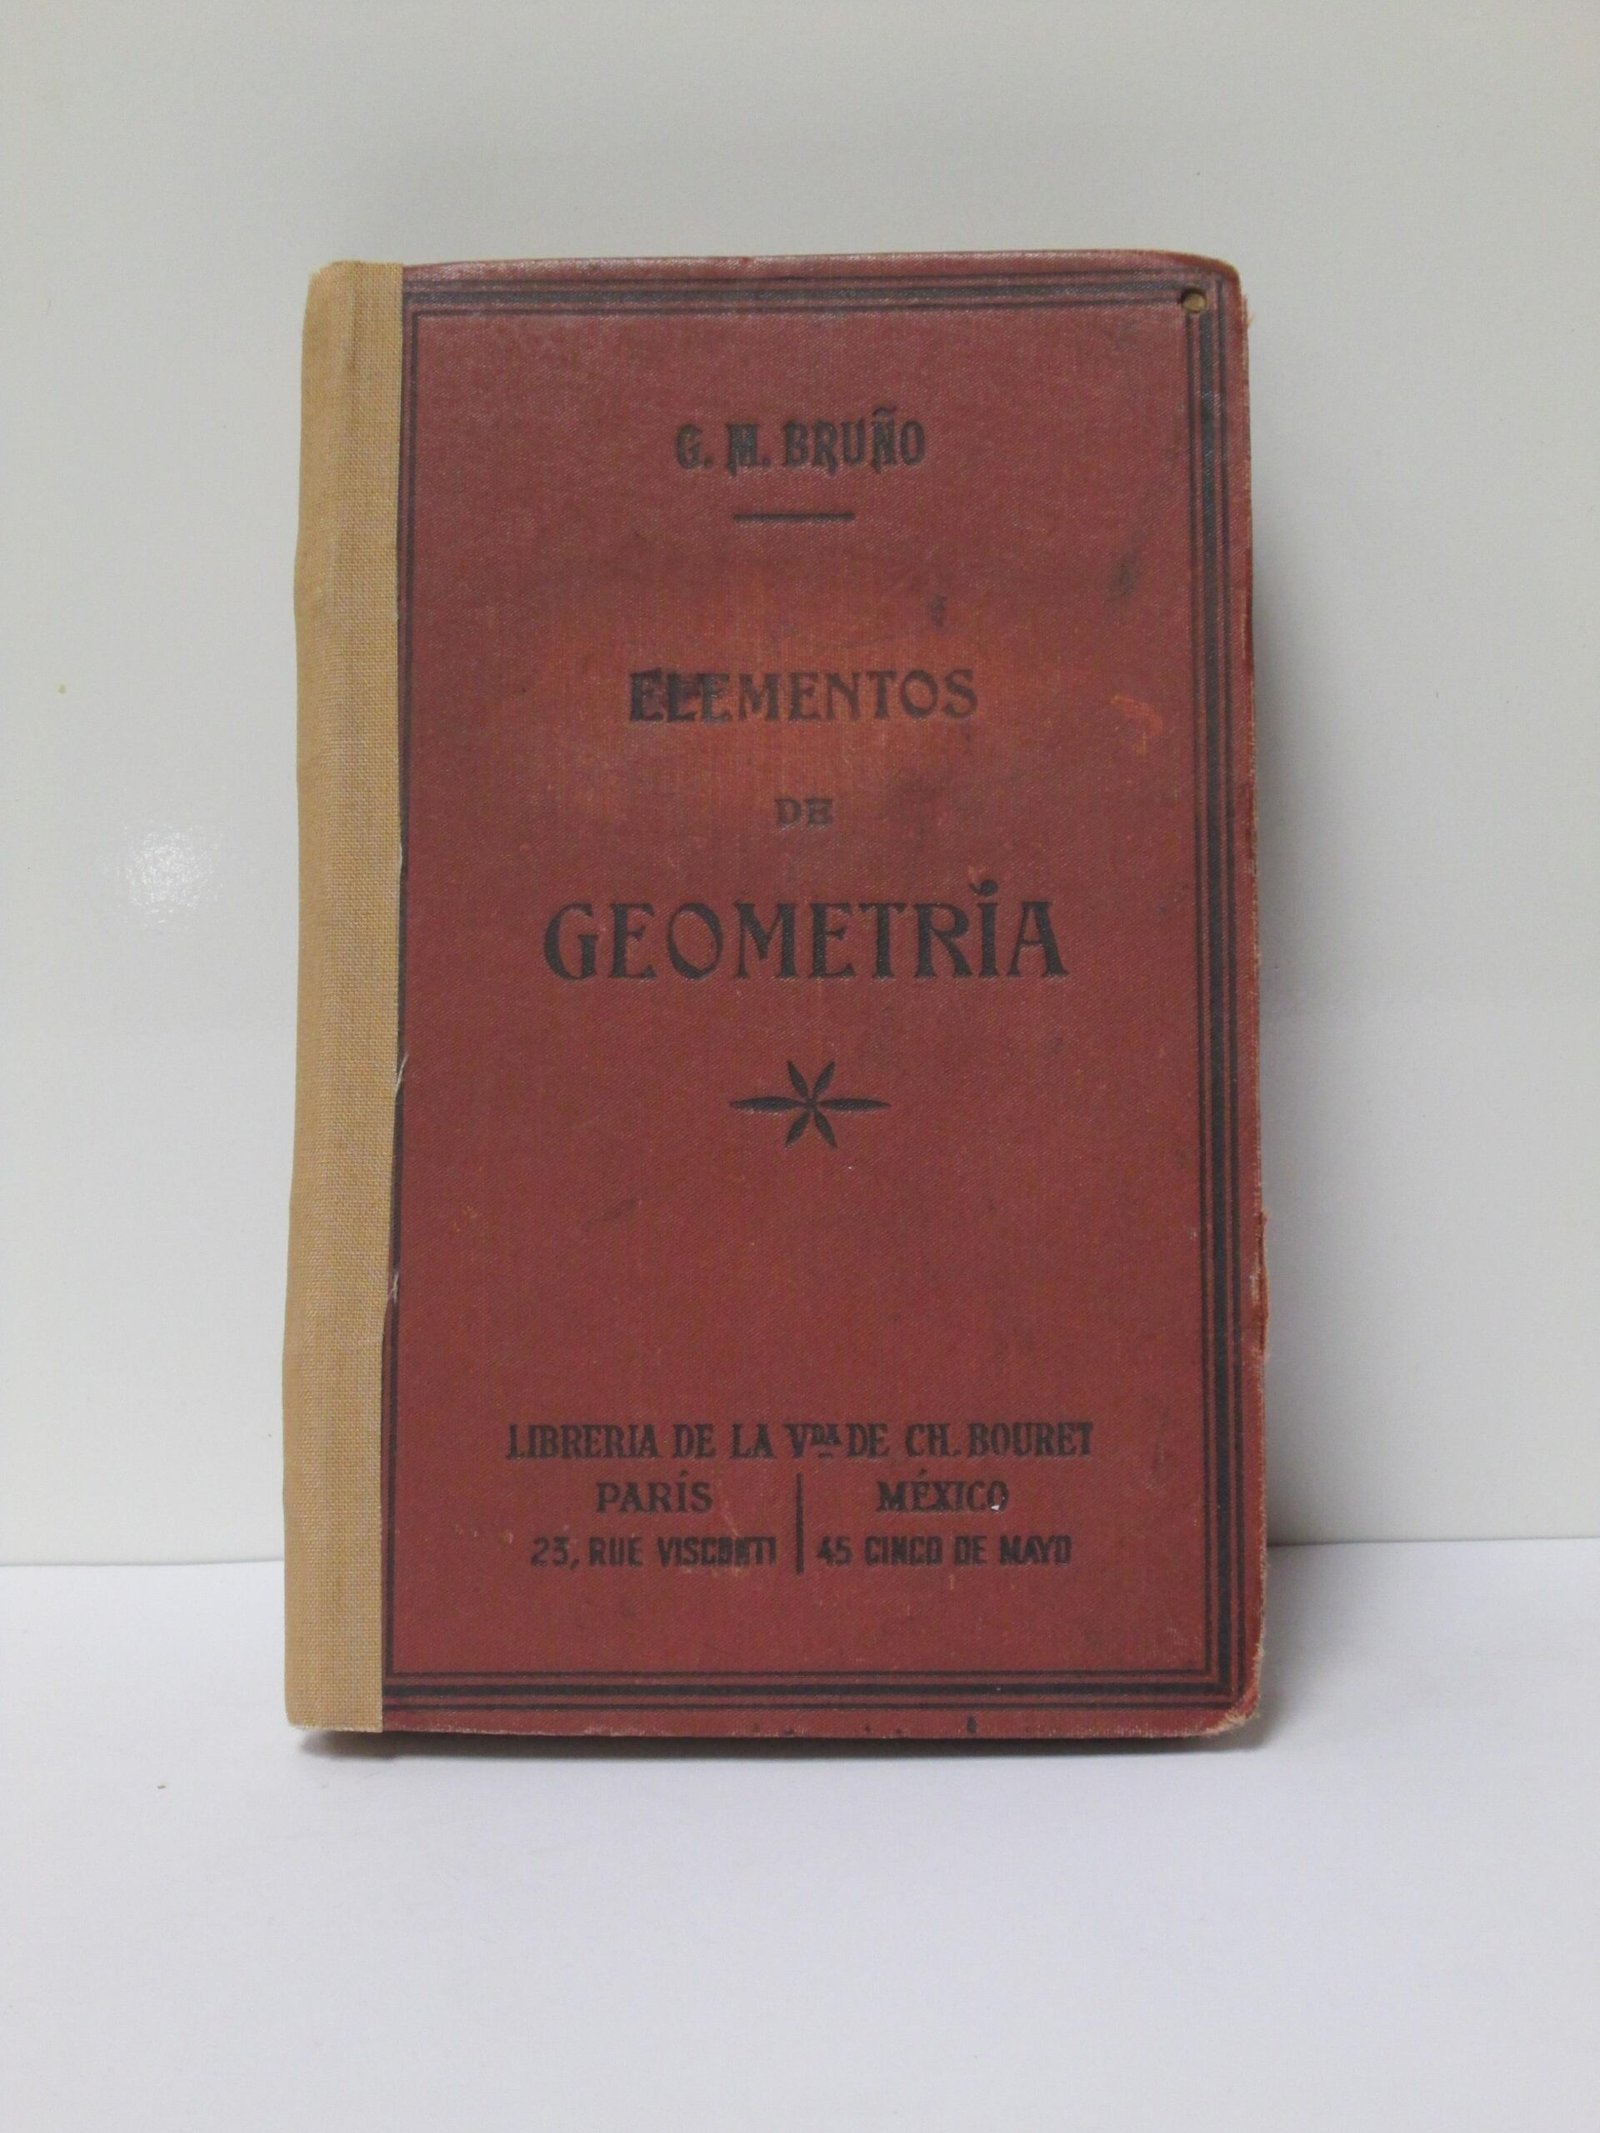 G. M. BRUÑO
ELEMENTOS
DE
GEOMETRÍA
LIBRERIA DE LA VDA DE CH. BOURET
PARÍS | MÉXICO
23, RUE VISCONTI | 45 CINCO DE MAYO